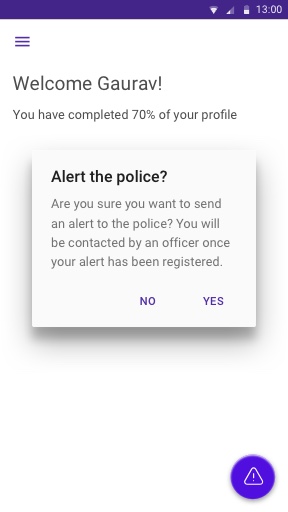 13:00
Welcome Gaurav!
You have completed 70% of your profile
Alert the police?
Are you sure you want to send
an alert to the police? You will
be contacted by an officer once
your alert has been registered.
NO YES